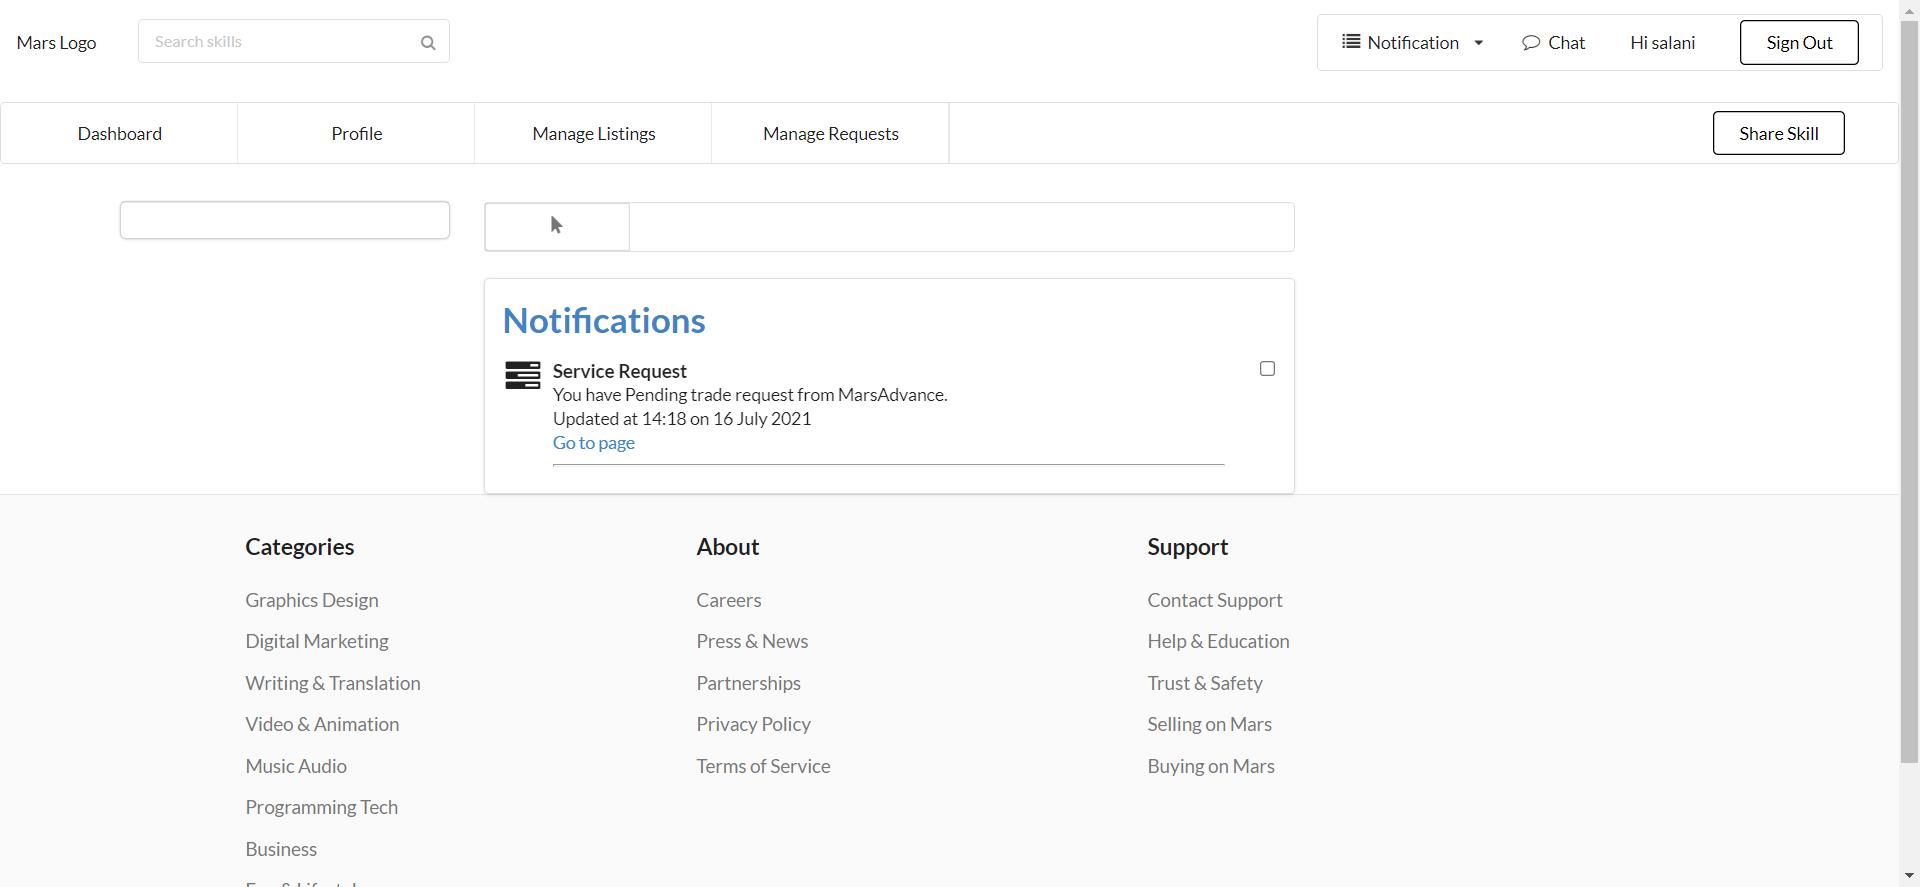 Mars Logo
Search skills
Notification
Chat
Hi salani
Sign Out
Dashboard
Profile
Manage Listings
Manage Requests
Share Skill
Notifications
Service Request
You have Pending trade request from MarsAdvance.
Updated at 14:18 on 16 July 2021
Go to page
Categories
Graphics Design
Digital Marketing
Writing & Translation
Video & Animation
Music Audio
Programming Tech
Business
About
Careers
Press & News
Partnerships
Privacy Policy
Terms of Service
Support
Contact Support
Help & Education
Trust & Safety
Selling on Mars
Buying on Mars